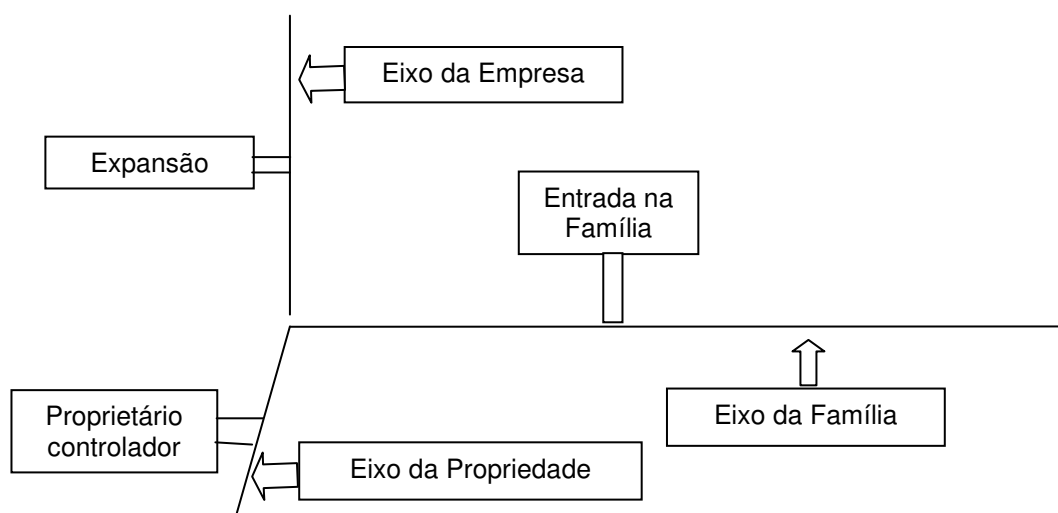 Eixo da Empresa
Expansão
Entrada na
Família
Proprietário
controlador
Eixo da Família
Eixo da Propriedade